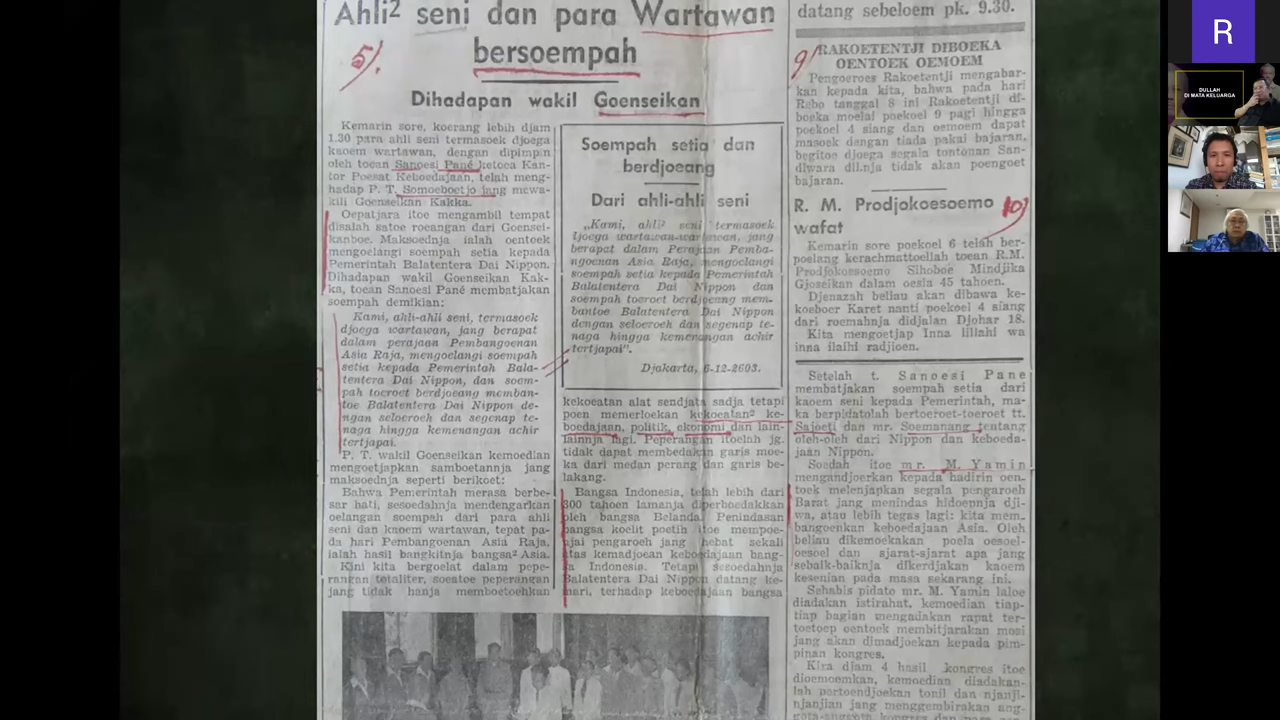 Ahli² seni dan para Wartawan
bersoempah
Dihadapan wakil Goenseikan
5/.
Kemarin sore, koerang lebih djam
1.30 para ahli seni termasoek djoega
kaoem wartawan, dengan dipimpin
oleh toean Sanoesi Pané ketoea Kan-
tor Poesat Keboedajaan, telah meng-
hadap P. T. Somoeboetjo jang mewa-
kili Goenseikan Kakka.
Oepatjara itoe mengambil tempat
disalah satoe roeangan dari Goensei-
kanboe. Maksoednja ialah oentoek
mengoelangi soempah setia kepada
Pemerintah Balatentera Dai Nippon.
Dihadapan wakil Goenseikan Kak-
ka, toean Sanoesi Pané membatjakan
soempah demikian:
Kami, ahli-ahli seni, termasoek
djoega wartawan, jang berapat
dalam perajaan Pembangoenan
Asia Raja, mengoelangi soempah
setia kepada Pemerintah Bala-
tentera Dai Nippon, dan soem-
pah toeroet berdjoeang memban-
toe Balatentera Dai Nippon de-
ngan seloeroeh dan segenap te-
naga hingga kemenangan achir
tertjapai.
P. T. wakil Goenseikan kemoedian
mengoetjapkan samboetannja jang
maksoednja seperti berikoet:
Bahwa Pemerintah merasa berbe-
sar hati, sesoedahnja mendengarkan
oelangan soempah dari para ahli
seni dan kaoem wartawan, tepat pa-
da hari Pembangoenan Asia Raja,
ialah hasil bangkitnja bangsa² Asia.
Kini kita bergoelat dalam pepe-
rangan totaliter, soeatoe peperangan
jang tidak hanja memboetoehkan
Soempah setia dan
berdjoeang
Dari ahli-ahli seni
„Kami, ahli² seni termasoek
djoega wartawan-wartawan, jang
berapat dalam Perajaan Pemba-
ngoenan Asia Raja, mengoelangi
soempah setia kepada Pemerintah
Balatentera Dai Nippon dan
soempah toeroet berdjoeang mem-
bantoe Balatentera Dai Nippon
dengan seloeroeh dan segenap te-
naga hingga kemenangan achir
tertjapai".
Djakarta, 6-12-2603.
kekoeatan alat sendjata sadja tetapi
poen memerloekan kekoeatan² ke-
boedajaan, politik, ekonomi dan lain-
lainnja lagi. Peperangan itoelah jg.
tidak dapat membedakan garis moe-
ka dari medan perang dan garis be-
lakang.
Bangsa Indonesia, telah lebih dari
300 tahoen lamanja diperboedakkan
oleh bangsa Belanda. Penindasan
bangsa koelit poetih itoe mempoe-
njai pengaroeh jang hebat sekali
atas kemadjoean keboedajaan bang-
sa Indonesia. Tetapi sesoedahnja
Balatentera Dai Nippon datang ke-
mari, terhadap keboedajaan bangsa
datang sebeloem pk. 9.30.
9/
RAKOETENTJI DIBOEKA
OENTOEK OEMOEM
Pengoeroes Rakoetentji mengabar-
kan kepada kita, bahwa pada hari
Rebo tanggal 8 ini Rakoetentji di-
boeka moelai poekoel 9 pagi hingga
poekoel 4 siang dan oemoem dapat
masoek dengan tiada pakai bajaran,
begitoe djoega segala tontonan San-
diwara dll.nja tidak akan poengoet
bajaran.
R. M. Prodjokoesoemo
wafat
10/
Kemarin sore poekoel 6 telah ber-
poelang kerachmattoellah toean R.M.
Prodjokoesoemo Sihoboe Mindjika
Gjoseikan dalam oesia 45 tahoen.
Djenazah beliau akan dibawa ke-
koeboer Karet nanti poekoel 4 siang
dari roemahnja didjalan Djohar 18.
Kita mengoetjap Inna lillahi wa
inna ilaihi radjioen.
Setelah t. Sanoesi Pane
membatjakan soempah setia dari
kaoem seni kepada Pemerintah, ma-
ka berpidatolah bertoeroet-toeroet tt.
Sajoeti dan mr. Soemanang tentang
oleh-oleh dari Nippon dan keboeda-
jaan Nippon.
Soedah itoe mr. M. Yamin
mengandjoerkan kepada hadirin oen-
toek melenjapkan segala pengaroeh
Barat jang menindas hidoepnja dji-
wa, atau lebih tegas lagi: kita mem-
bangoenkan keboedajaan Asia. Oleh
beliau dikemoekakan poela oesoel-
oesoel dan sjarat-sjarat apa jang
sebaik-baiknja dikerdjakan kaoem
kesenian pada masa sekarang ini.
Sehabis pidato mr. M. Yamin laloe
diadakan istirahat, kemoedian tiap-
tiap bagian mengadakan rapat ter-
toetoep oentoek membitjarakan mosi
jang akan dimadjoekan kepada pim-
pinan kongres.
Kira djam 4 hasil kongres itoe
dioemoemkan, kemoedian diadakan-
lah pertoendjoekan tonil dan njanji-
njanjian jang menggembirakan ang-
gota-anggota kongres dan para
R
DULLAH
DI MATA KELUARGA